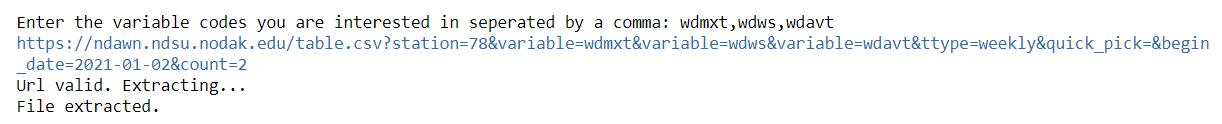 Enter the variable codes you are interested in seperated by a comma: wdmxt,wdws,wdavt
https://ndawn.ndsu.nodak.edu/table.csv?station=78&variable=wdmxt&variable=wdws&variable=wdavt&ttype=weekly&quick_pick=&begin
_date=2021-01-02&count=2
Url valid. Extracting...
File extracted.